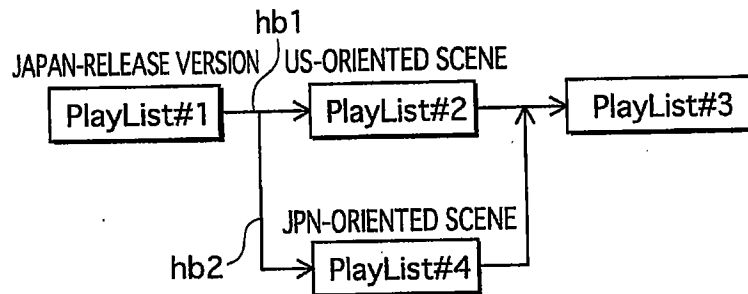 hb1
JAPAN-RELEASE VERSION US-ORIENTED SCENE
PlayList#1 PlayList#2 PlayList#3
JPN-ORIENTED SCENE
hb2
PlayList#4